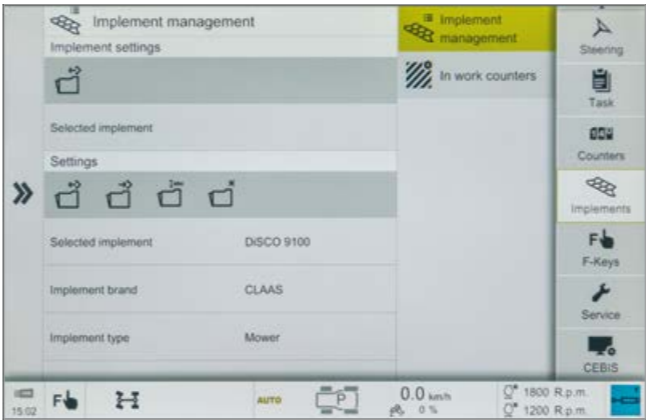 Implement management
Implement settings
Selected implement
Settings
Selected implement DiSCO 9100
Implement brand CLAAS
Implement type Mower
Implement
management
In work counters
Steering
Task
Counters
Implements
F
F-Keys
Service
CEBIS
15:02
F
AUTO
P
0.0 km/h
0 %
1800 R.p.m.
1200 R.p.m.